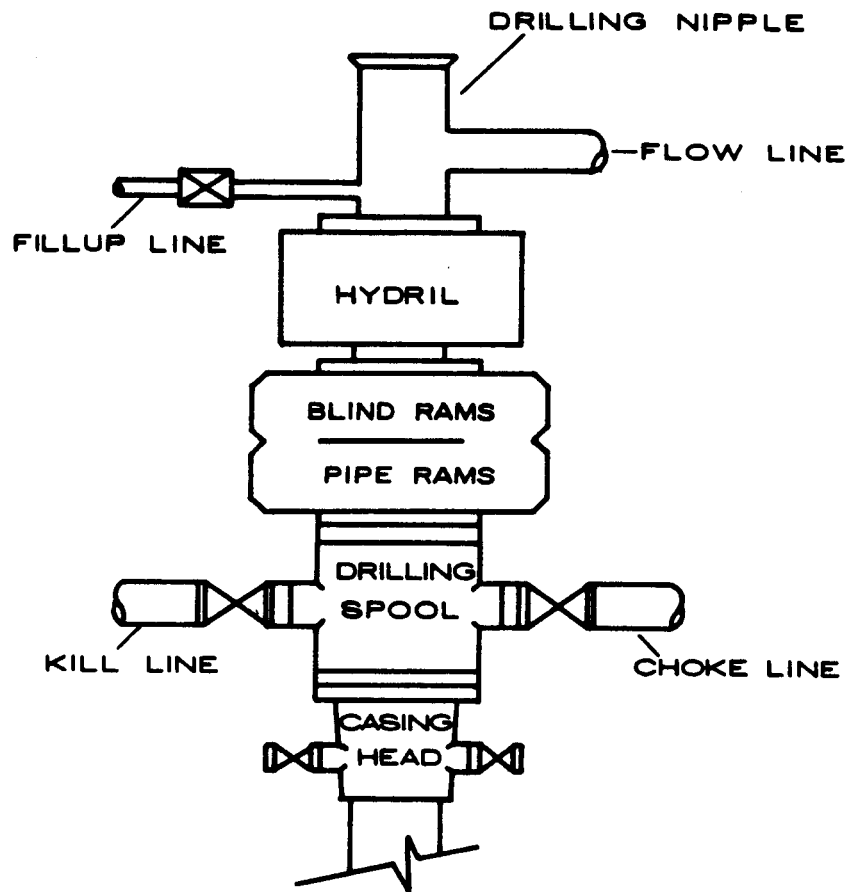 DRILLING NIPPLE
FLOW LINE
FILLUP LINE
HYDRIL
BLIND RAMS
PIPE RAMS
DRILLING
SPOOL
KILL LINE
CHOKE LINE
CASING
HEAD